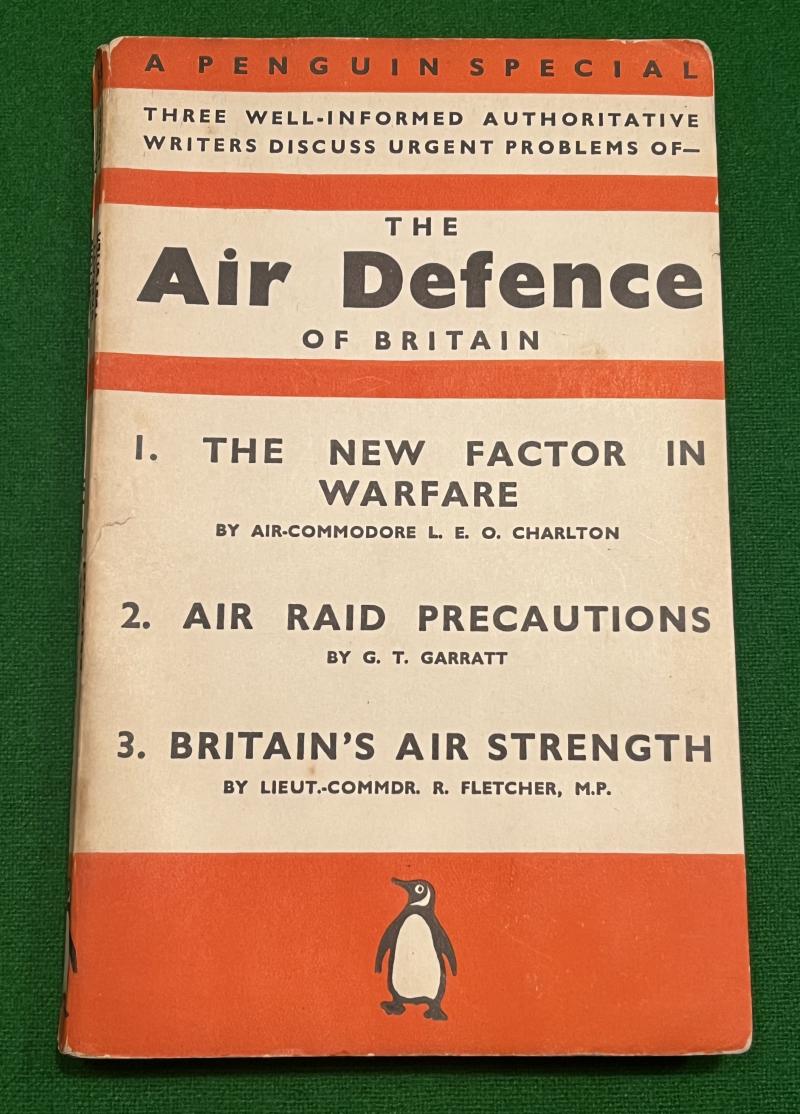 A PENGUIN SPECIAL
THREE WELL-INFORMED AUTHORITATIVE
WRITERS DISCUSS URGENT PROBLEMS OF—
THE
Air Defence
OF BRITAIN
1. THE NEW FACTOR IN
WARFARE
BY AIR-COMMODORE L. E. O. CHARLTON
2. AIR RAID PRECAUTIONS
BY G. T. GARRATT
3. BRITAIN'S AIR STRENGTH
BY LIEUT.-COMMDR. R. FLETCHER, M.P.